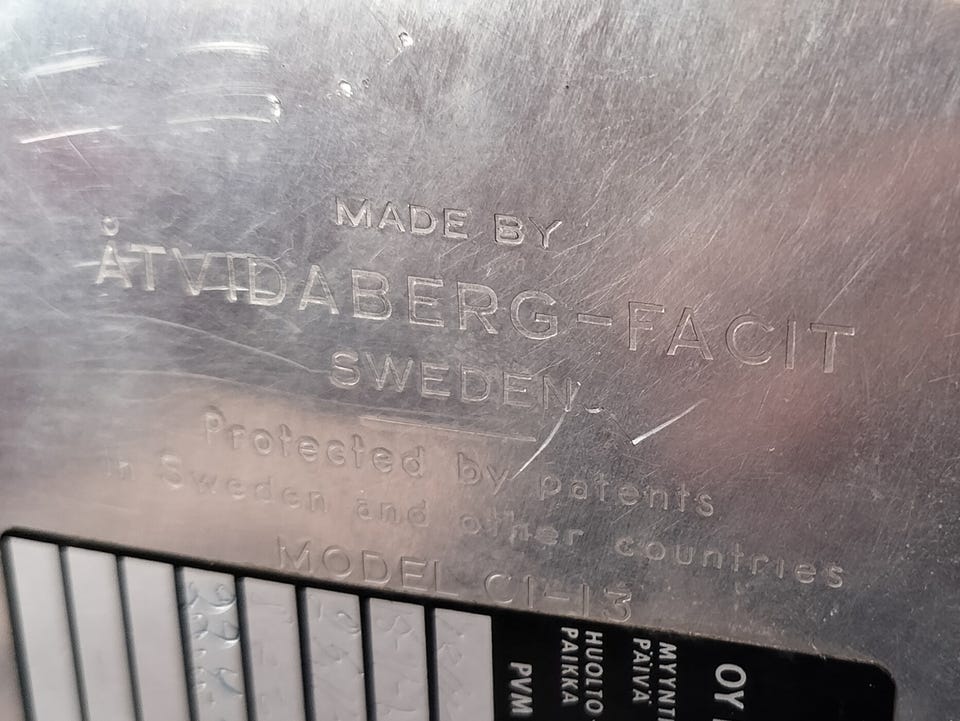 MADE BY
ÅTVIDABERG-FACIT
SWEDEN
Protected by patents
in Sweden and other countries
MODEL C1-13
OY
MYYNTI
PÄIVÄ
HUOLTO
PAIKKA
PVM